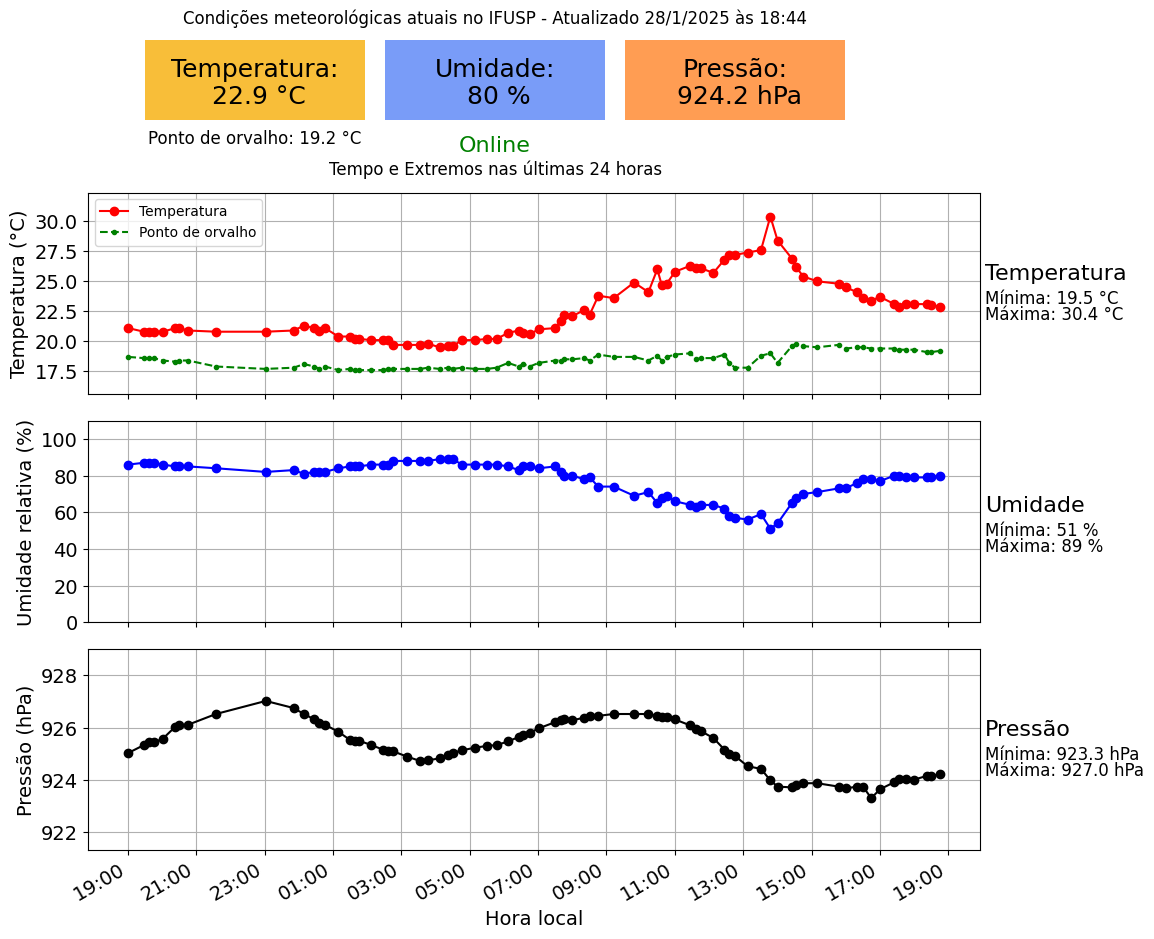 Condições meteorológicas atuais no IFUSP - Atualizado 28/1/2025 às 18:44
Temperatura:
22.9 °C
Umidade:
80 %
Pressão:
924.2 hPa
Ponto de orvalho: 19.2 °C
Online
Tempo e Extremos nas últimas 24 horas
Temperatura (°C)
30.0
27.5
25.0
22.5
20.0
17.5
Temperatura
Ponto de orvalho
Temperatura
Mínima: 19.5 °C
Máxima: 30.4 °C
Umidade relativa (%)
100
80
60
40
20
0
Umidade
Mínima: 51 %
Máxima: 89 %
Pressão (hPa)
928
926
924
922
Pressão
Mínima: 923.3 hPa
Máxima: 927.0 hPa
19:00 21:00 23:00 01:00 03:00 05:00 07:00 09:00 11:00 13:00 15:00 17:00 19:00
Hora local